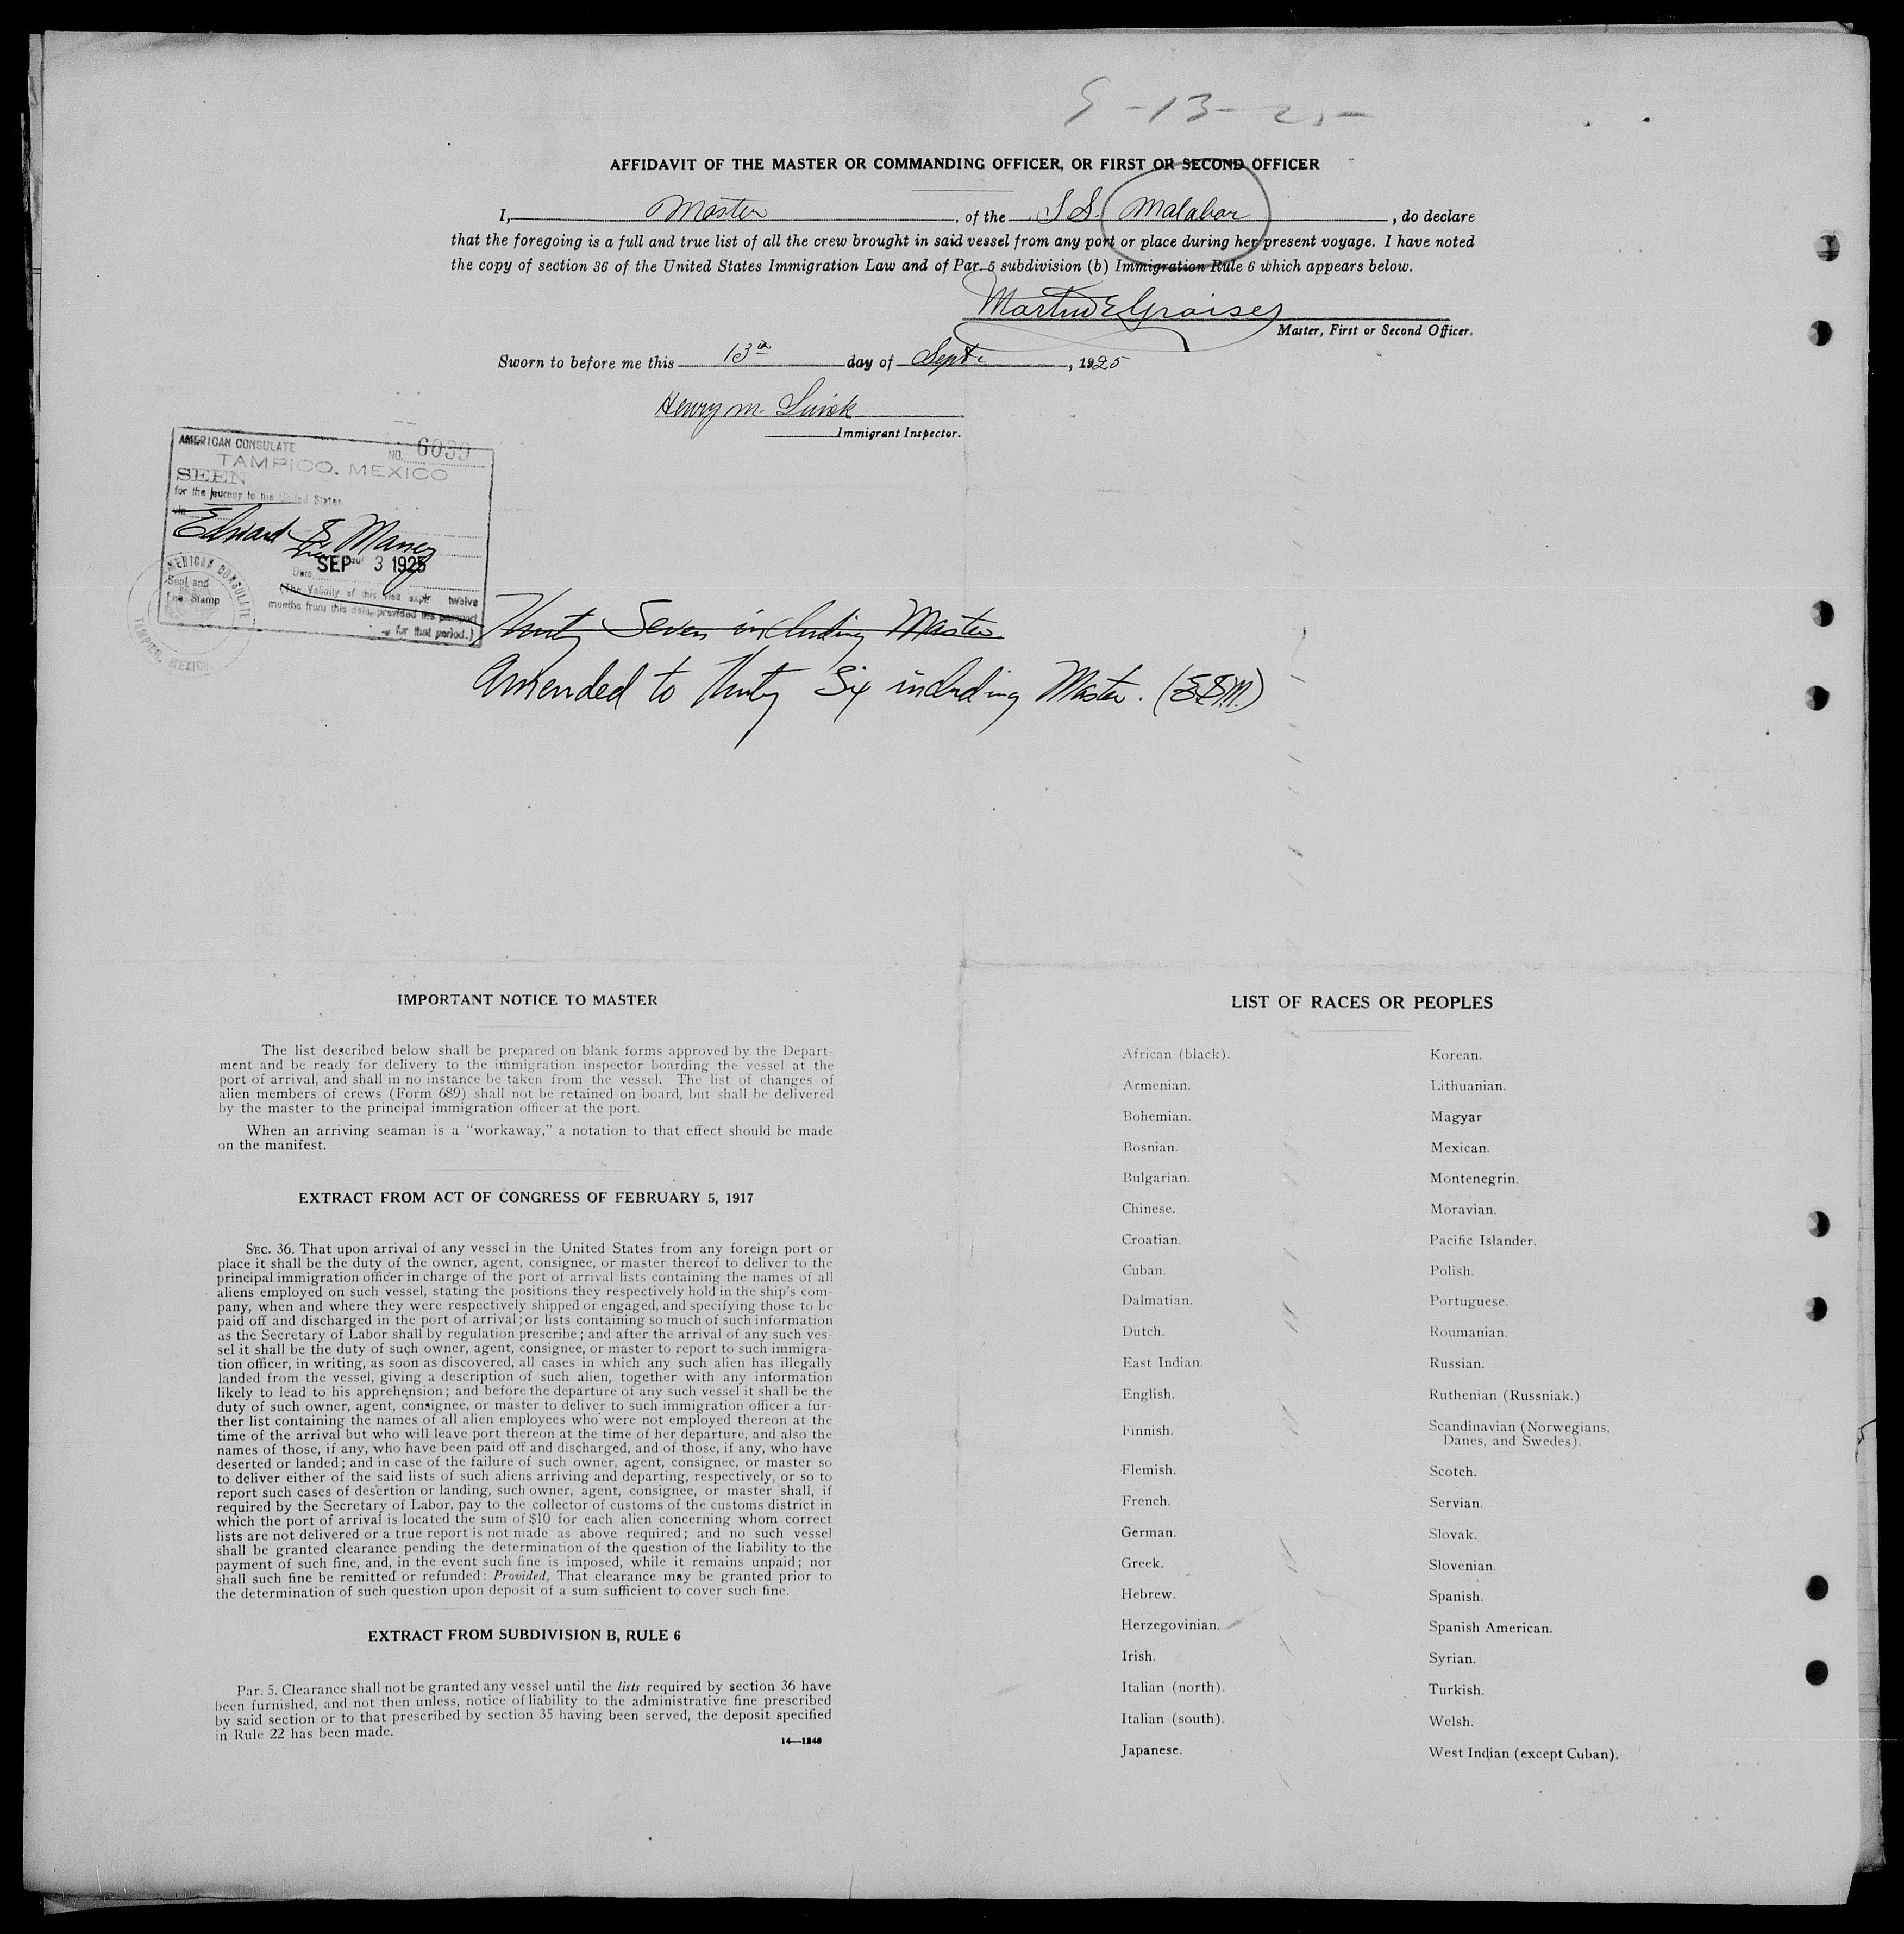 9-13-25
AFFIDAVIT OF THE MASTER OR COMMANDING OFFICER, OR FIRST OR SECOND OFFICER
I, Master, of the S S. Malabar, do declare
that the foregoing is a full and true list of all the crew brought in said vessel from any port or place during her present voyage. I have noted
the copy of section 36 of the United States Immigration Law and of Par. 5 subdivision (b) Immigration Rule 6 which appears below.
Martin E
Master, First or Second Officer.
Sworn to before me this 13th day of Sept., 1925
Henry M.
Immigrant Inspector.
AMERICAN CONSULATE
NO. 6039
TAMPICO, MEXICO
SEEN
for the journey to the United States
via
Edward S. Maney
Date SEP 3 1925
Seal and
Fee Stamp
(The Validity of this visa expir twelve
months from this date, provided the passport
for that period.)
AMERICAN CONSULATE
TAMPICO, MEXICO
Thirty Seven including Master.
Amended to Thirty Six including Master. (E.S.M.)
IMPORTANT NOTICE TO MASTER
The list described below shall be prepared on blank forms approved by the Depart-
ment and be ready for delivery to the immigration inspector boarding the vessel at the
port of arrival, and shall in no instance be taken from the vessel. The list of changes of
alien members of crews (Form 689) shall not be retained on board, but shall be delivered
by the master to the principal immigration officer at the port.
When an arriving seaman is a "workaway," a notation to that effect should be made
on the manifest.
EXTRACT FROM ACT OF CONGRESS OF FEBRUARY 5, 1917
SEC. 36. That upon arrival of any vessel in the United States from any foreign port or
place it shall be the duty of the owner, agent, consignee, or master thereof to deliver to the
principal immigration officer in charge of the port of arrival lists containing the names of all
aliens employed on such vessel, stating the positions they respectively hold in the ship's com-
pany, when and where they were respectively shipped or engaged, and specifying those to be
paid off and discharged in the port of arrival; or lists containing so much of such information
as the Secretary of Labor shall by regulation prescribe; and after the arrival of any such ves-
sel it shall be the duty of such owner, agent, consignee, or master to report to such immigra-
tion officer, in writing, as soon as discovered, all cases in which any such alien has illegally
landed from the vessel, giving a description of such alien, together with any information
likely to lead to his apprehension; and before the departure of any such vessel it shall be the
duty of such owner, agent, consignee, or master to deliver to such immigration officer a fur-
ther list containing the names of all alien employees who were not employed thereon at the
time of the arrival but who will leave port thereon at the time of her departure, and also the
names of those, if any, who have been paid off and discharged, and of those, if any, who have
deserted or landed; and in case of the failure of such owner, agent, consignee, or master so
to deliver either of the said lists of such aliens arriving and departing, respectively, or so to
report such cases of desertion or landing, such owner, agent, consignee, or master shall, if
required by the Secretary of Labor, pay to the collector of customs of the customs district in
which the port of arrival is located the sum of $10 for each alien concerning whom correct
lists are not delivered or a true report is not made as above required; and no such vessel
shall be granted clearance pending the determination of the question of the liability to the
payment of such fine, and, in the event such fine is imposed, while it remains unpaid; nor
shall such fine be remitted or refunded: Provided, That clearance may be granted prior to
the determination of such question upon deposit of a sum sufficient to cover such fine.
EXTRACT FROM SUBDIVISION B, RULE 6
Par. 5. Clearance shall not be granted any vessel until the lists required by section 36 have
been furnished, and not then unless, notice of liability to the administrative fine prescribed
by said section or to that prescribed by section 35 having been served, the deposit specified
in Rule 22 has been made.
14—1240
LIST OF RACES OR PEOPLES
African (black).
Armenian.
Bohemian.
Bosnian.
Bulgarian.
Chinese.
Croatian.
Cuban.
Dalmatian.
Dutch.
East Indian.
English.
Finnish.
Flemish.
French.
German.
Greek.
Hebrew.
Herzegovinian.
Irish.
Italian (north).
Italian (south).
Japanese.
Korean.
Lithuanian.
Magyar
Mexican.
Montenegrin.
Moravian.
Pacific Islander.
Polish.
Portuguese.
Roumanian.
Russian.
Ruthenian (Russniak.)
Scandinavian (Norwegians,
Danes, and Swedes).
Scotch.
Servian.
Slovak.
Slovenian.
Spanish.
Spanish American.
Syrian.
Turkish.
Welsh.
West Indian (except Cuban).